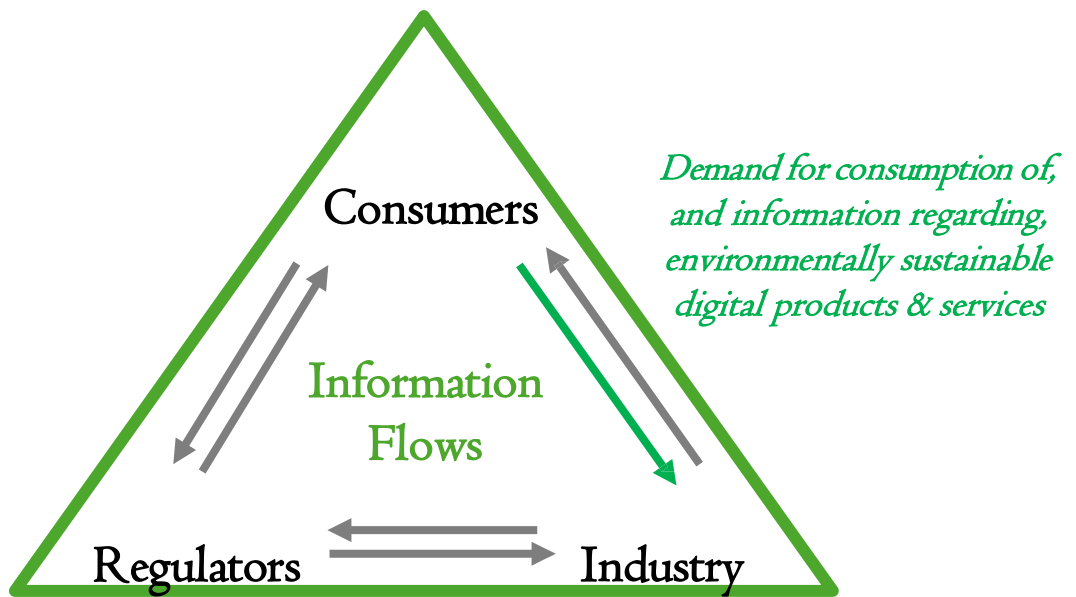 Demand for consumption of,
and information regarding,
environmentally sustainable
digital products & services
Consumers
Information
Flows
Regulators
Industry